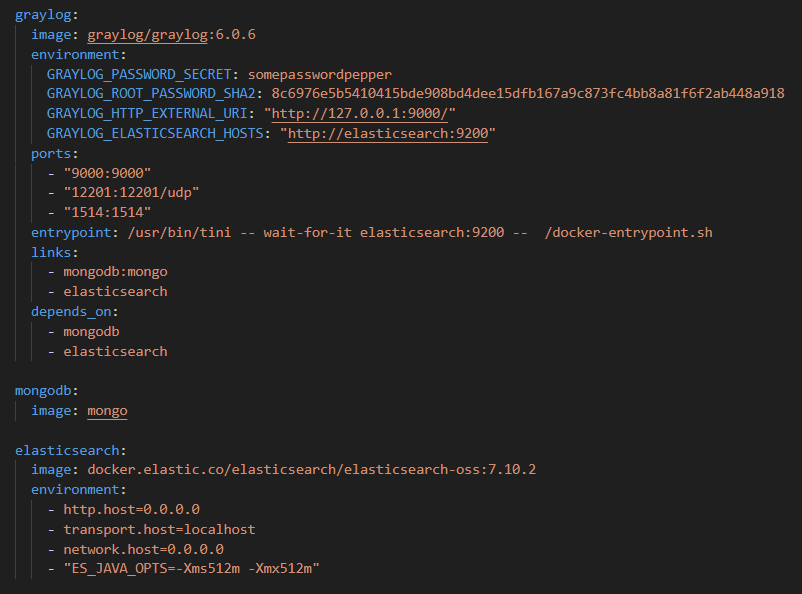 graylog:
  image: graylog/graylog:6.0.6
  environment:
    GRAYLOG_PASSWORD_SECRET: somepasswordpepper
    GRAYLOG_ROOT_PASSWORD_SHA2: 8c6976e5b5410415bde908bd4dee15dfb167a9c873fc4bb8a81f6f2ab448a918
    GRAYLOG_HTTP_EXTERNAL_URI: "http://127.0.0.1:9000/"
    GRAYLOG_ELASTICSEARCH_HOSTS: "http://elasticsearch:9200"
  ports:
    - "9000:9000"
    - "12201:12201/udp"
    - "1514:1514"
  entrypoint: /usr/bin/tini -- wait-for-it elasticsearch:9200 --  /docker-entrypoint.sh
  links:
    - mongodb:mongo
    - elasticsearch
  depends_on:
    - mongodb
    - elasticsearch

mongodb:
  image: mongo

elasticsearch:
  image: docker.elastic.co/elasticsearch/elasticsearch-oss:7.10.2
  environment:
    - http.host=0.0.0.0
    - transport.host=localhost
    - network.host=0.0.0.0
    - "ES_JAVA_OPTS=-Xms512m -Xmx512m"